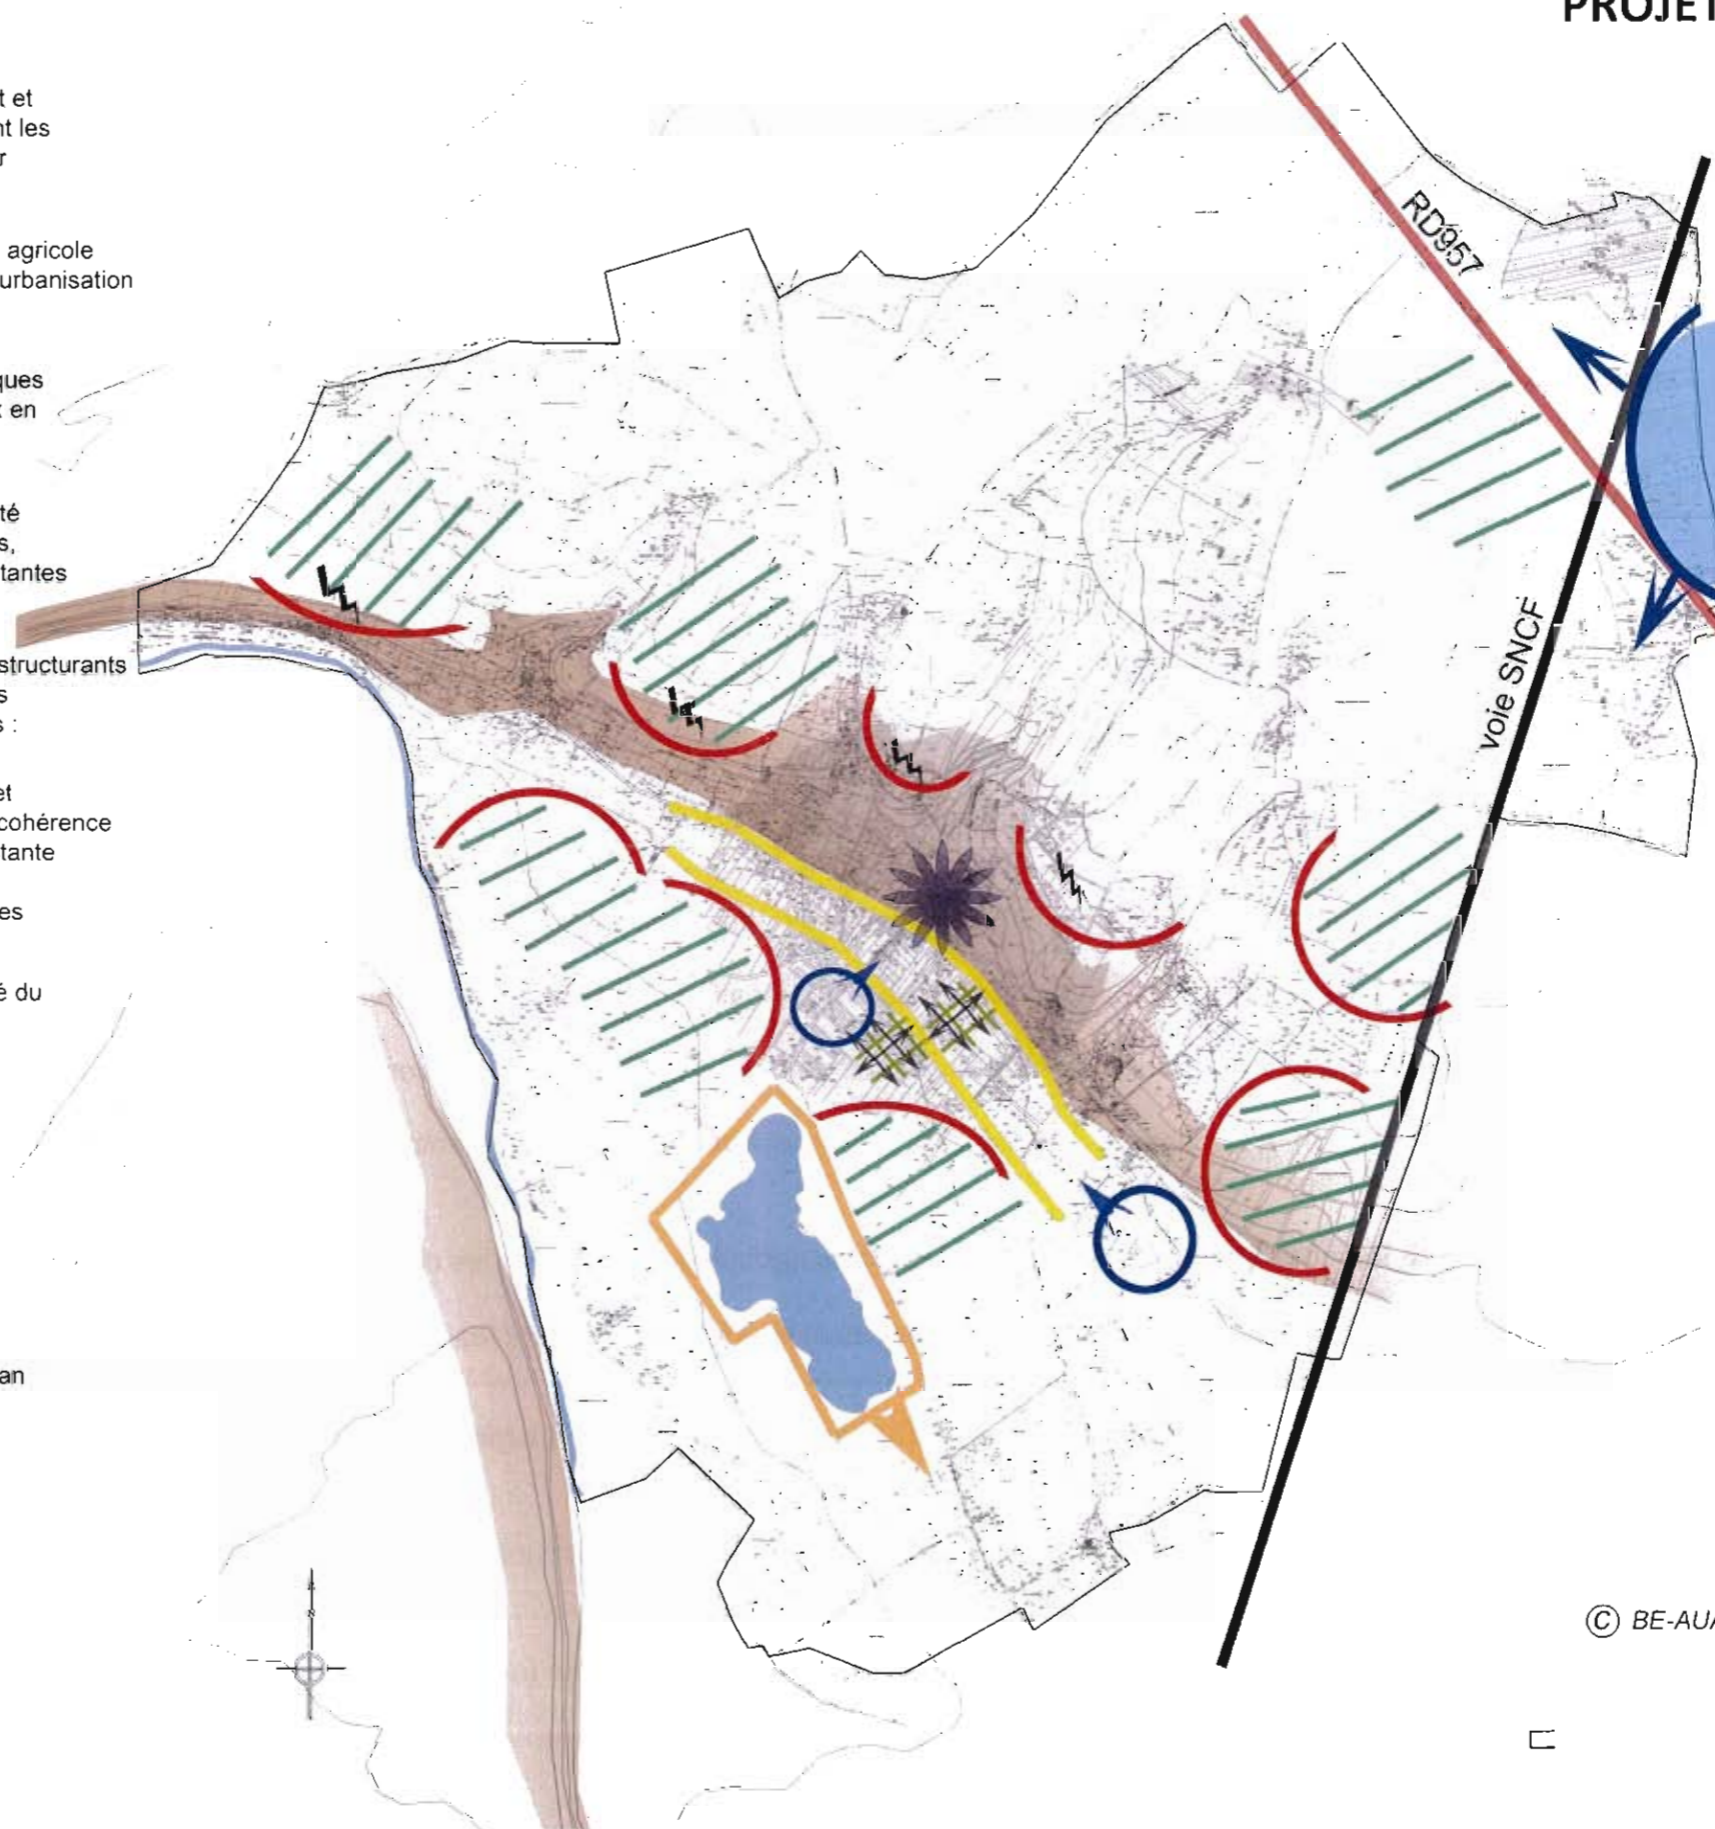 PROJET
t et
nt les
r
agricole
urbanisation
ques
en
té
s,
tantes
structurants
s
s :
et
cohérence
tante
es
é du
an
RD957
voie SNCF
© BE-AUA